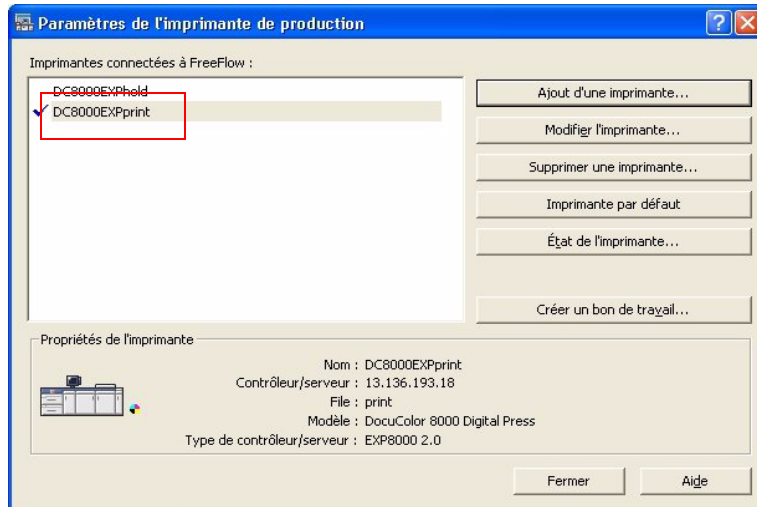 Paramètres de l'imprimante de production
Imprimantes connectées à FreeFlow :
DC8000EXPhold
DC8000EXPprint
Ajout d'une imprimante...
Modifier l'imprimante...
Supprimer une imprimante...
Imprimante par défaut
État de l'imprimante...
Créer un bon de travail...
Propriétés de l'imprimante
Nom : DC8000EXPprint
Contrôleur/serveur : 13.136.193.18
File : print
Modèle : DocuColor 8000 Digital Press
Type de contrôleur/serveur : EXP8000 2.0
Fermer
Aide